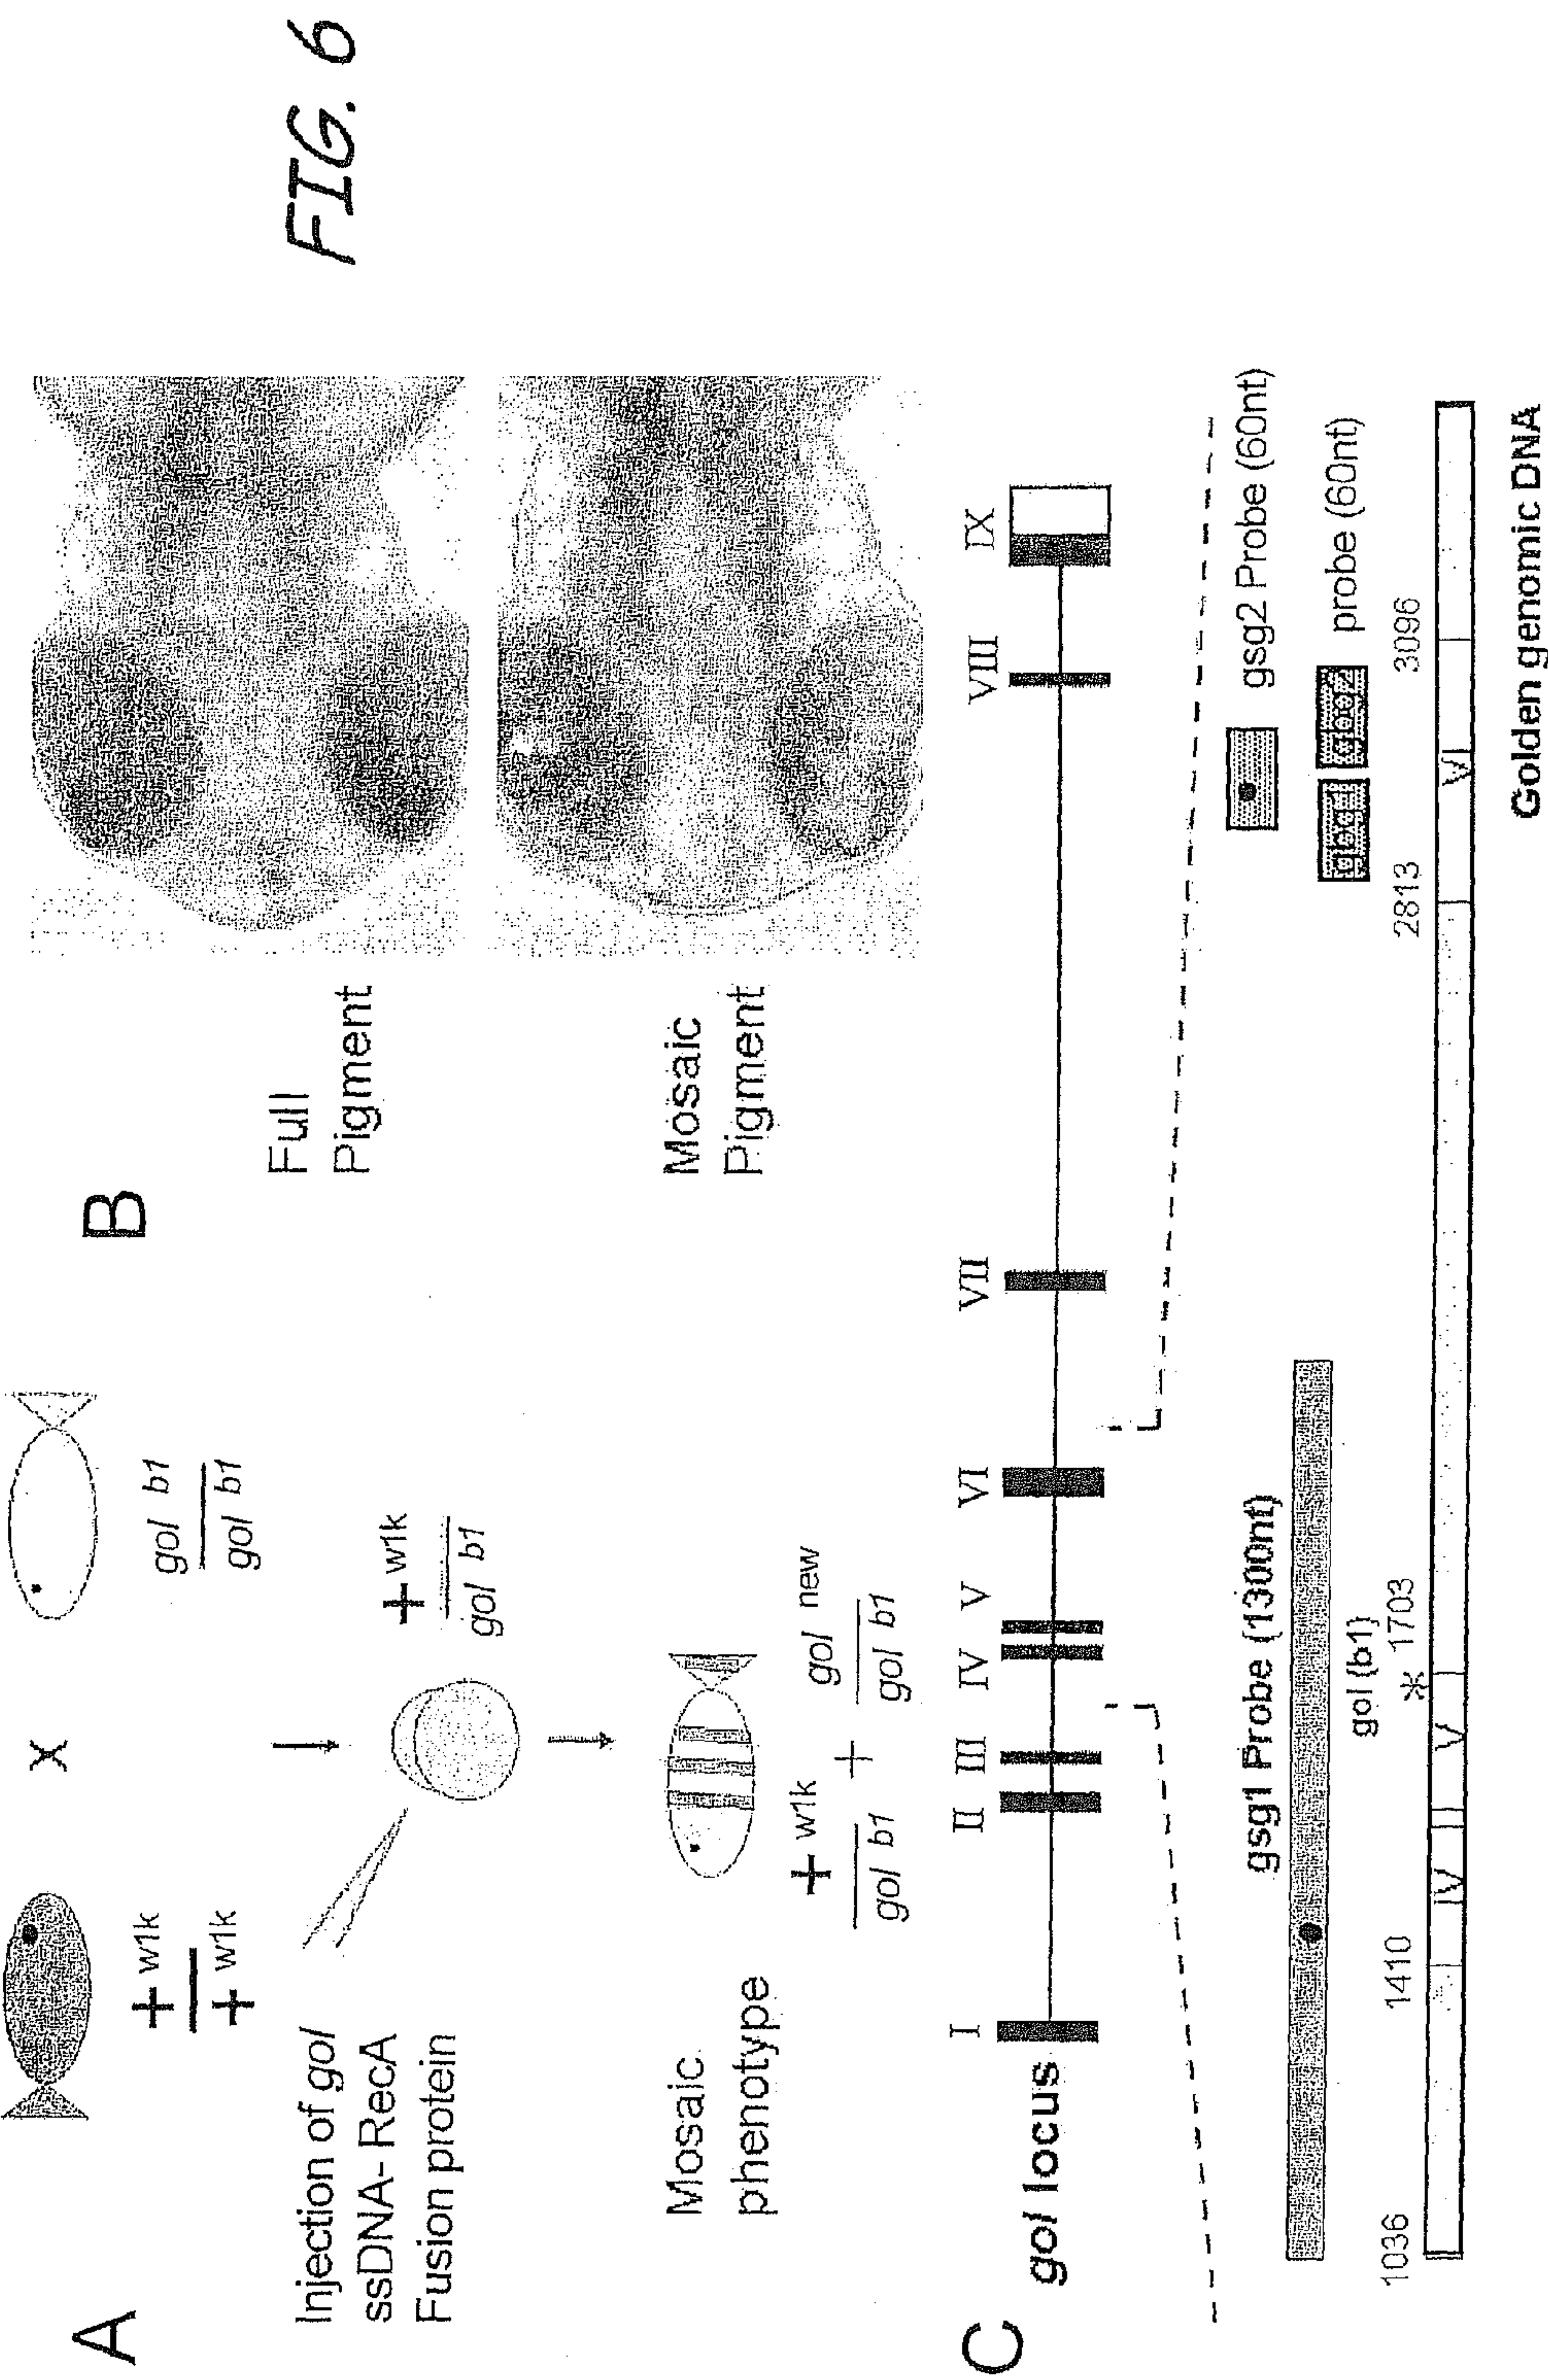 FIG. 6
A
X
+ w1k
+ w1k
gol b1
gol b1
Injection of gol
ssDNA-RecA
Fusion protein
+ w1k
gol b1
Mosaic
phenotype
+ w1k
gol b1
+
gol new
gol b1
B
Full
Pigment
Mosaic
Pigment
C
gol locus
I
II
III
IV
V
VI
VII
VIII
IX
gsg1 Probe (1300nt)
gsg2 Probe (60nt)
probe (60nt)
gol (b1)
*
1036
1410
1703
2813
3096
IV
V
VI
Golden genomic DNA